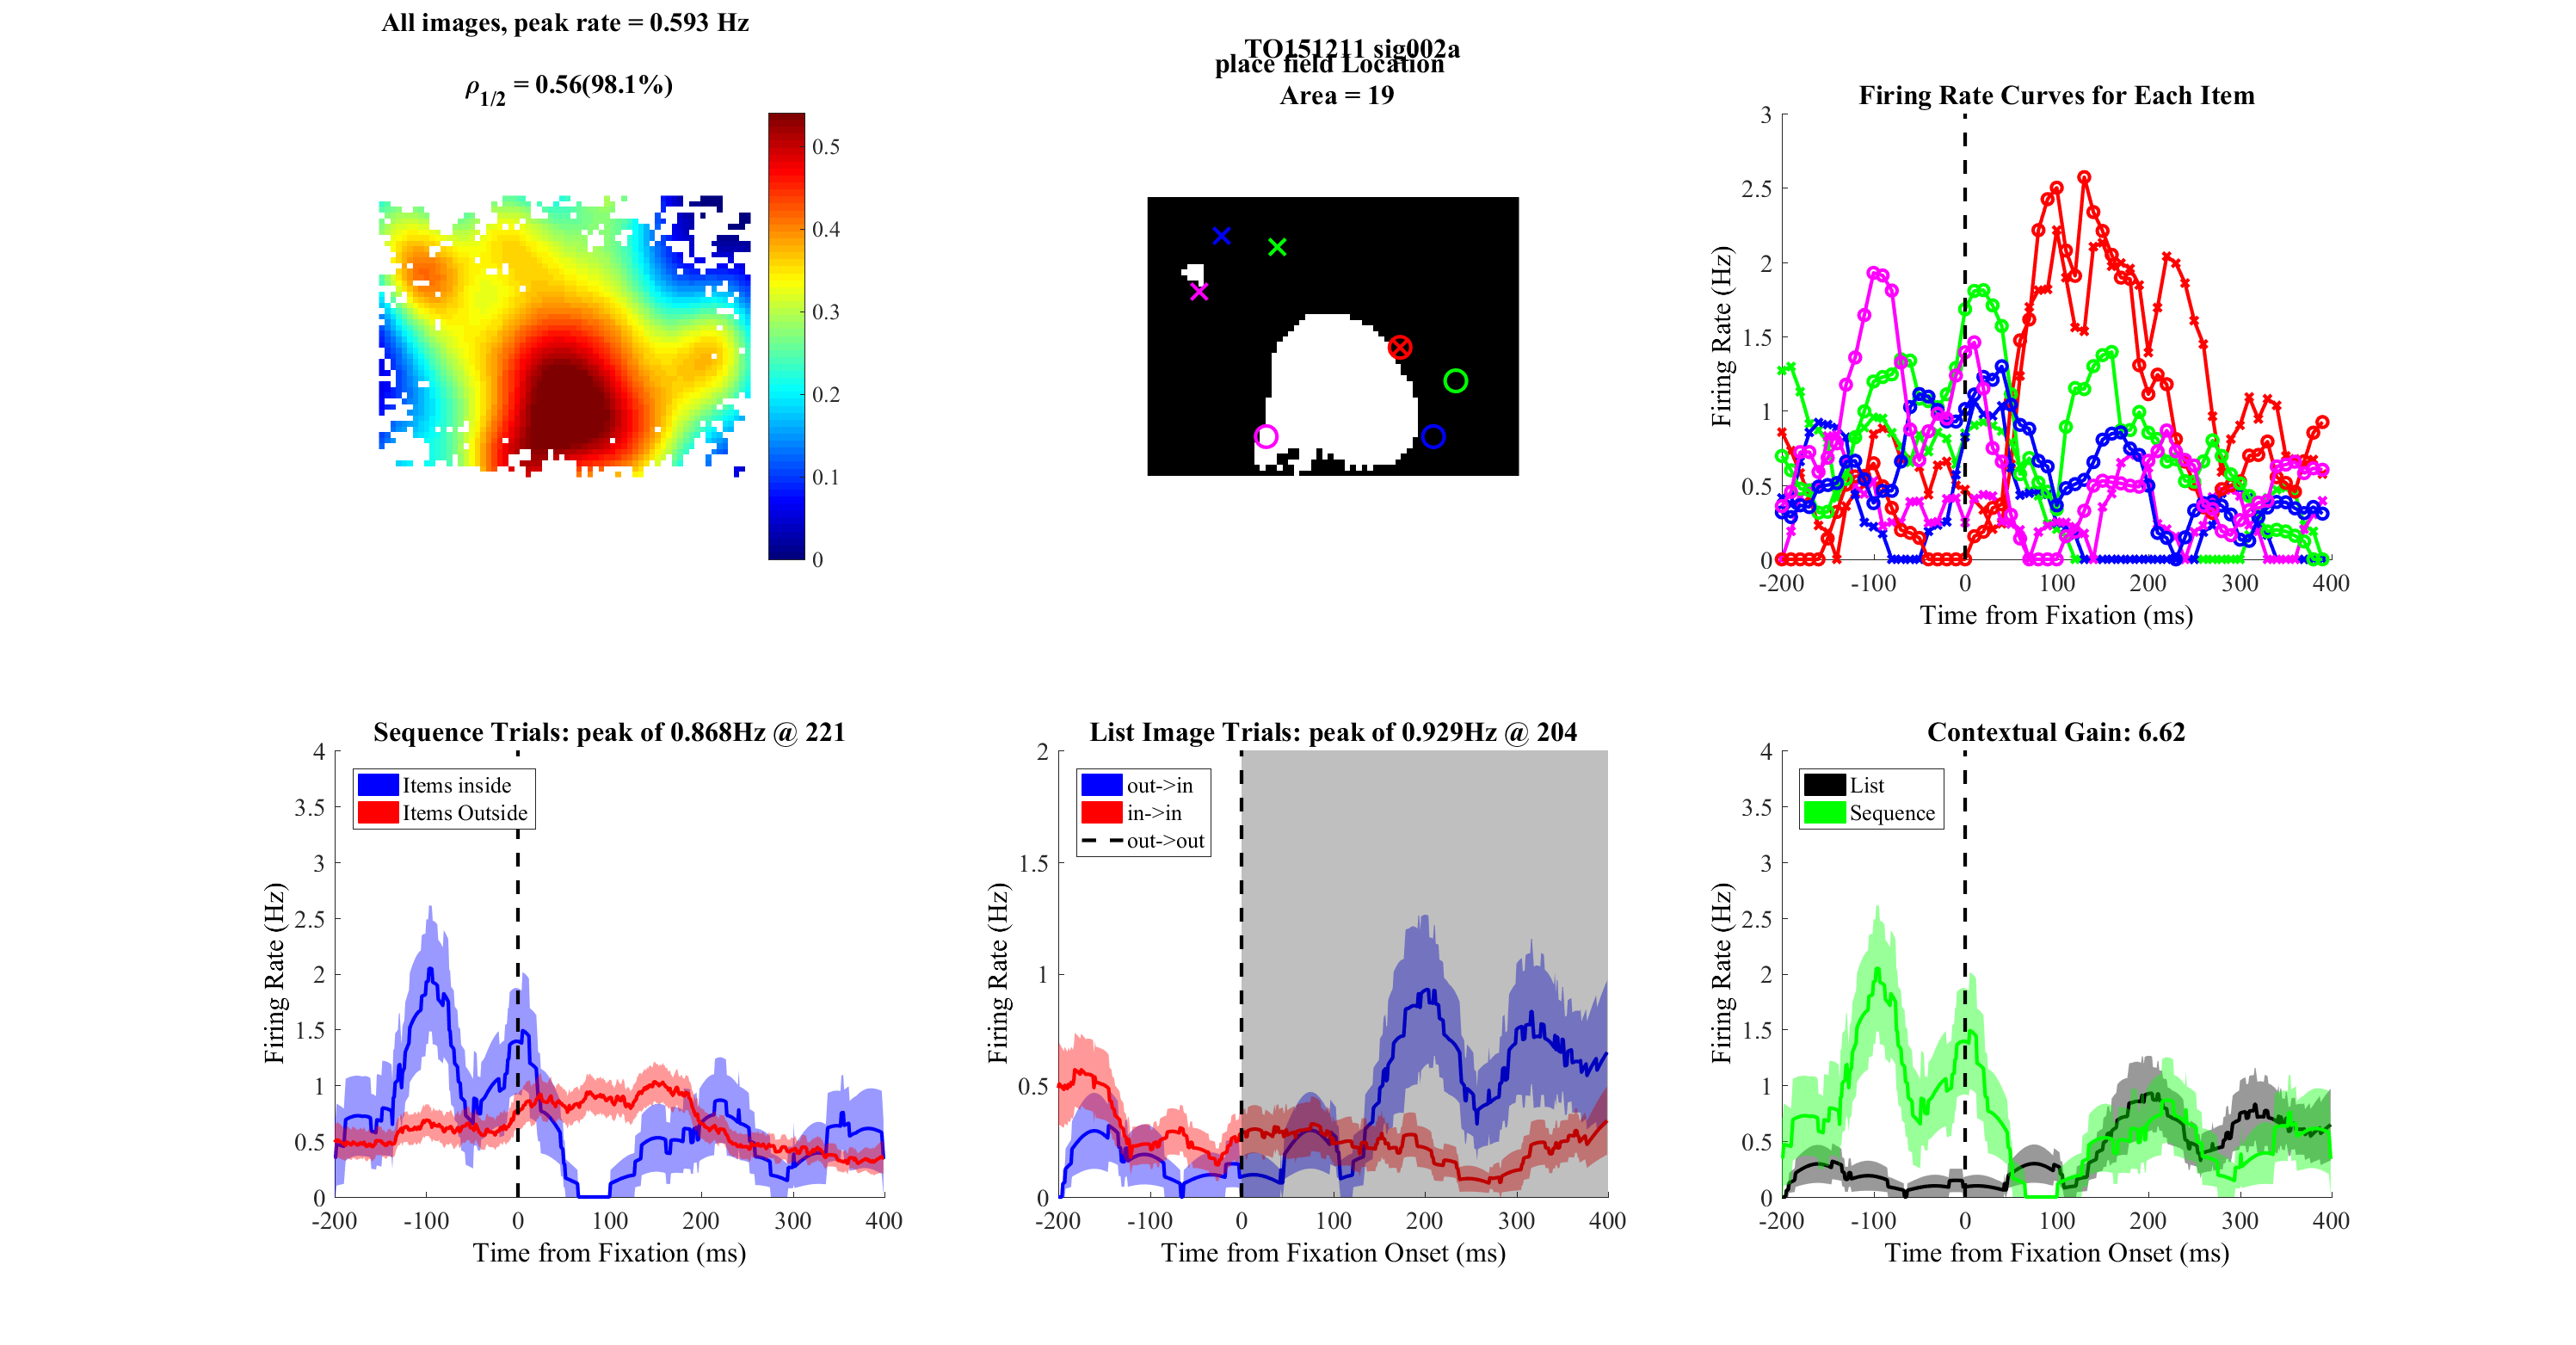 All images, peak rate = 0.593 Hz
ρ1/2 = 0.56(98.1%)
0.5
0.4
0.3
0.2
0.1
0
TO151211 sig002a
place field Location
Area = 19
Firing Rate Curves for Each Item
Firing Rate (Hz)
3
2.5
2
1.5
1
0.5
0
-200 -100 0 100 200 300 400
Time from Fixation (ms)
Sequence Trials: peak of 0.868Hz @ 221
Items inside
Items Outside
Firing Rate (Hz)
4
3.5
3
2.5
2
1.5
1
0.5
0
-200 -100 0 100 200 300 400
Time from Fixation (ms)
List Image Trials: peak of 0.929Hz @ 204
out->in
in->in
out->out
Firing Rate (Hz)
2
1.5
1
0.5
0
-200 -100 0 100 200 300 400
Time from Fixation Onset (ms)
Contextual Gain: 6.62
List
Sequence
Firing Rate (Hz)
4
3.5
3
2.5
2
1.5
1
0.5
0
-200 -100 0 100 200 300 400
Time from Fixation Onset (ms)